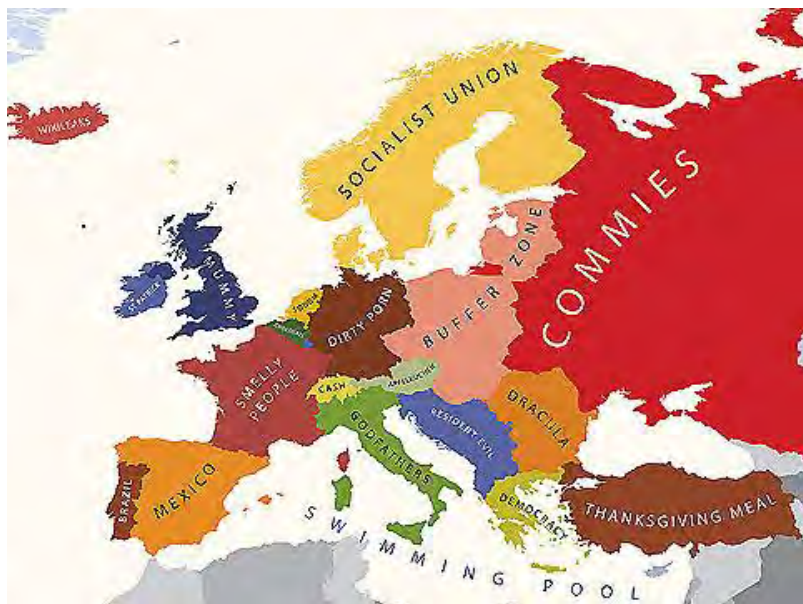 SOCIALIST UNION
WIKILEAKS
COMMIES
ZONE
MUMMY
ST PATRICK
DIRTY PORN
BUFFER
SMELLY
PEOPLE
CASH
DRACULA
RESIDENT EVIL
GODFATHERS
BRAZIL
MEXICO
DEMOCRACY
THANKSGIVING MEAL
SWIMMING POOL